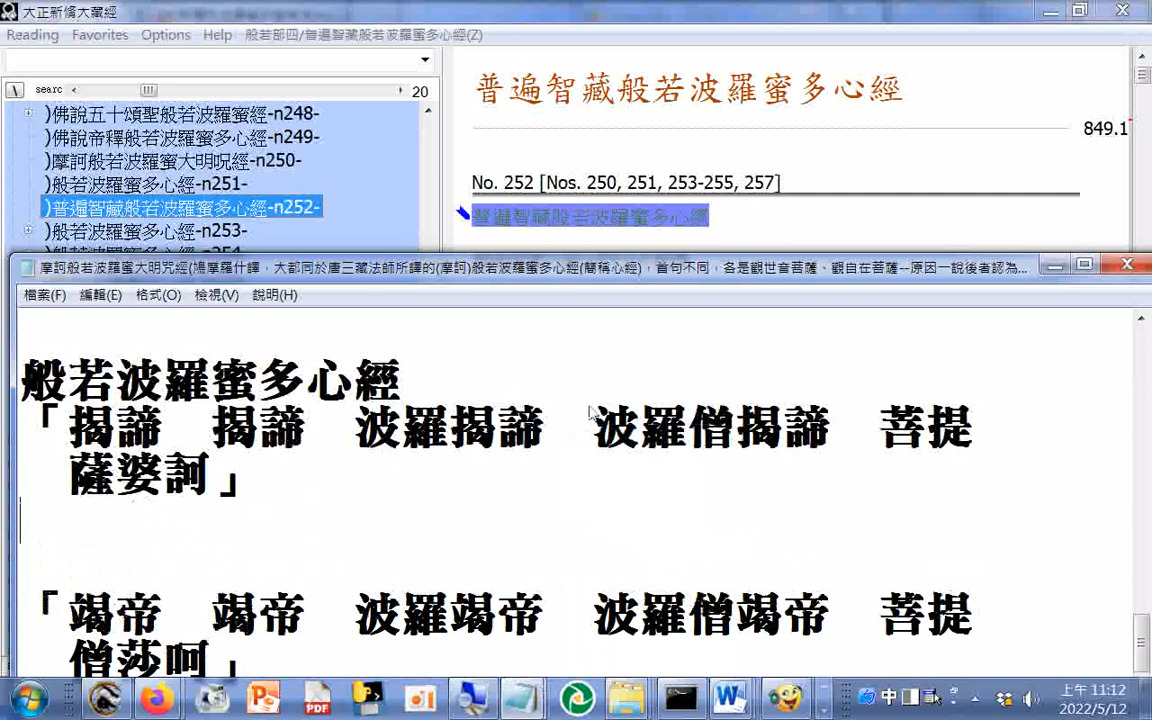 大正新脩大藏經
Reading Favorites Options Help 般若部四/普遍智藏般若波羅蜜多心經(Z)
searc 20
)佛說五十頌聖般若波羅蜜經-n248-
)佛說帝釋般若波羅蜜多心經-n249-
)摩訶般若波羅蜜大明呪經-n250-
)般若波羅蜜多心經-n251-
)普遍智藏般若波羅蜜多心經-n252-
)般若波羅蜜多心經-n253-
普遍智藏般若波羅蜜多心經
849.1
No. 252 [Nos. 250, 251, 253-255, 257]
普遍智藏般若波羅蜜多心經
摩訶般若波羅蜜大明咒經(鳩摩羅什譯，大都同於唐三藏法師所譯的(摩訶)般若波羅蜜多心經(簡稱心經)，首句不同，各是觀世音菩薩、觀自在菩薩--原因一說後者認為...
檔案(F) 編輯(E) 格式(O) 檢視(V) 說明(H)
般若波羅蜜多心經
「揭諦　揭諦　波羅揭諦　波羅僧揭諦　菩提
薩婆訶」
「竭帝　竭帝　波羅竭帝　波羅僧竭帝　菩提
僧莎呵」
中
上午 11:12
2022/5/12